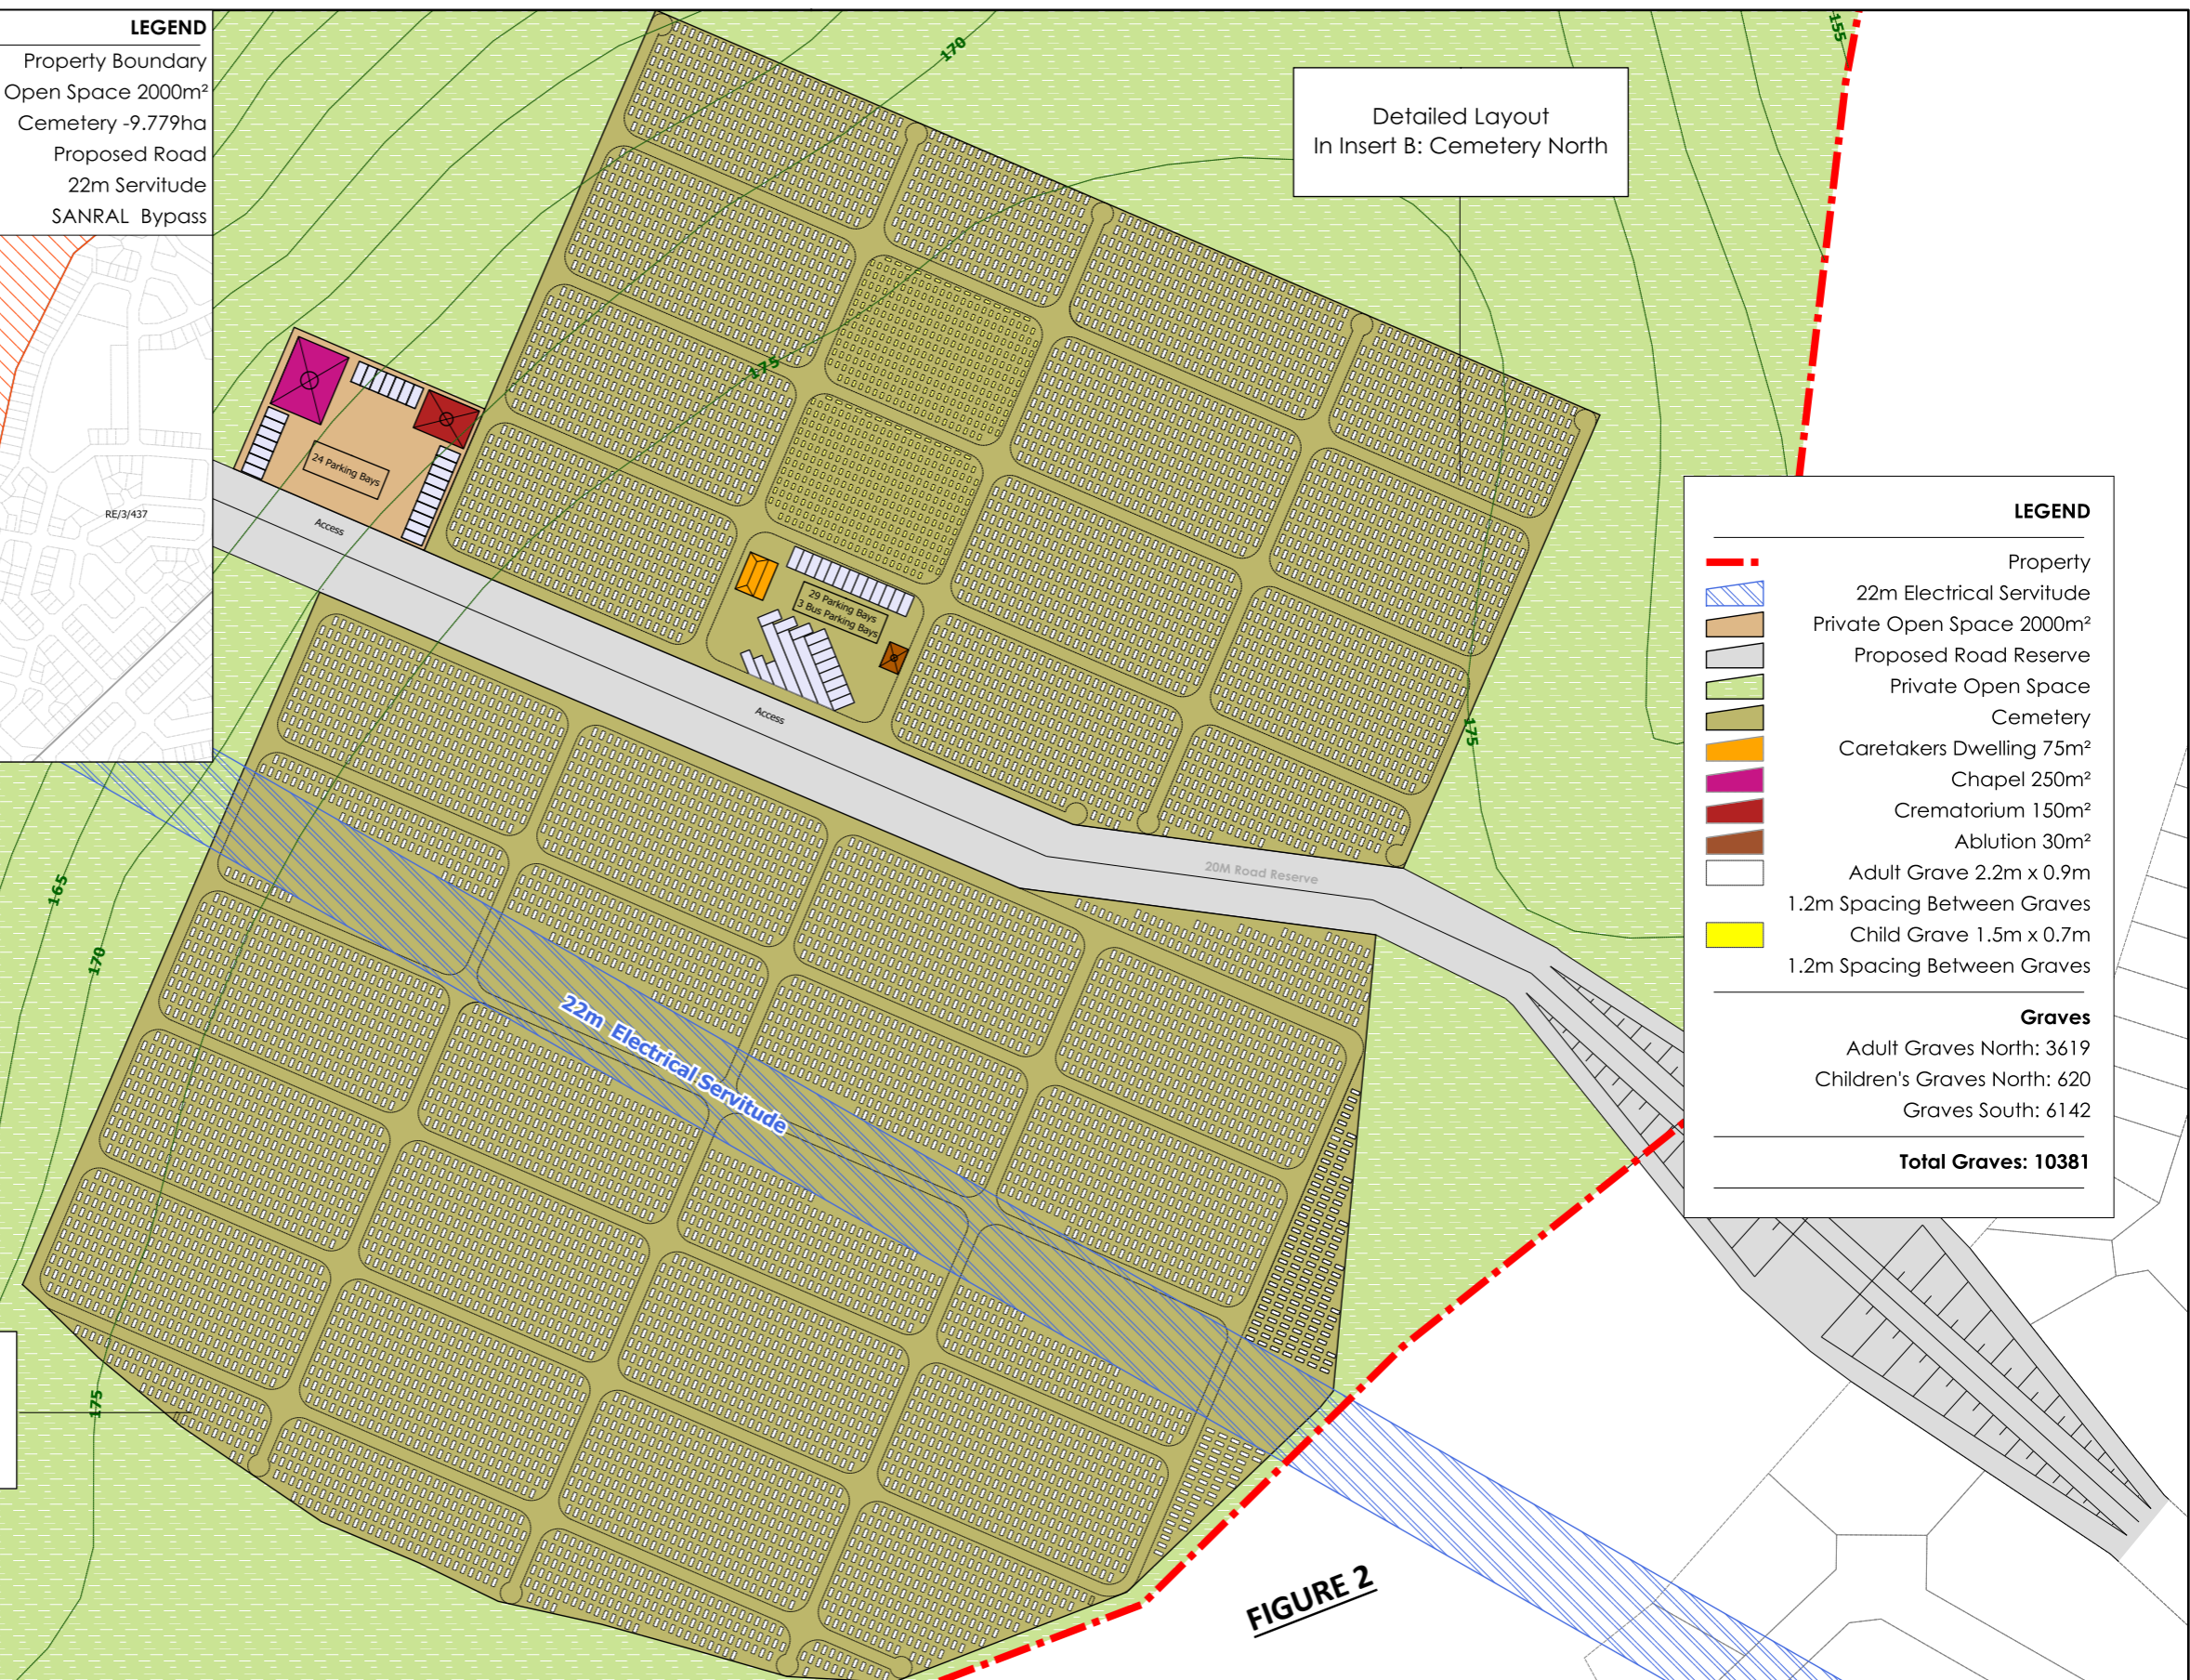 LEGEND
Property Boundary
Open Space 2000m²
Cemetery -9.779ha
Proposed Road
22m Servitude
SANRAL Bypass
RE/3/437
170
155
Detailed Layout
In Insert B: Cemetery North
175
24 Parking Bays
Access
29 Parking Bays
3 Bus Parking Bays
Access
175
20M Road Reserve
165
170
22m Electrical Servitude
175
FIGURE 2
LEGEND
Property
22m Electrical Servitude
Private Open Space 2000m²
Proposed Road Reserve
Private Open Space
Cemetery
Caretakers Dwelling 75m²
Chapel 250m²
Crematorium 150m²
Ablution 30m²
Adult Grave 2.2m x 0.9m
1.2m Spacing Between Graves
Child Grave 1.5m x 0.7m
1.2m Spacing Between Graves
Graves
Adult Graves North: 3619
Children's Graves North: 620
Graves South: 6142
Total Graves: 10381